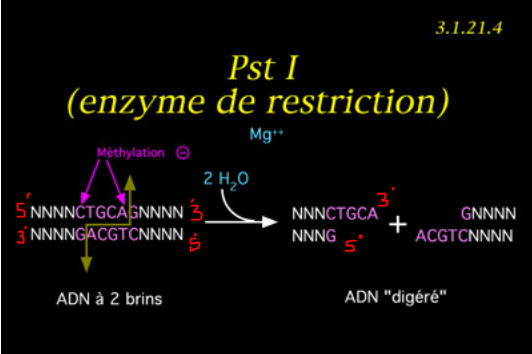 3.1.21.4
Pst I
(enzyme de restriction)
Mg++
Méthylation ⊖
2 H2O
5' NNNNCTGCAGNNNN 3'
3' NNNNGACGTCNNNN 5'
NNNCTGCA 3' + GNNNN
NNNG 5' ACGTCNNNN
ADN à 2 brins
ADN "digéré"